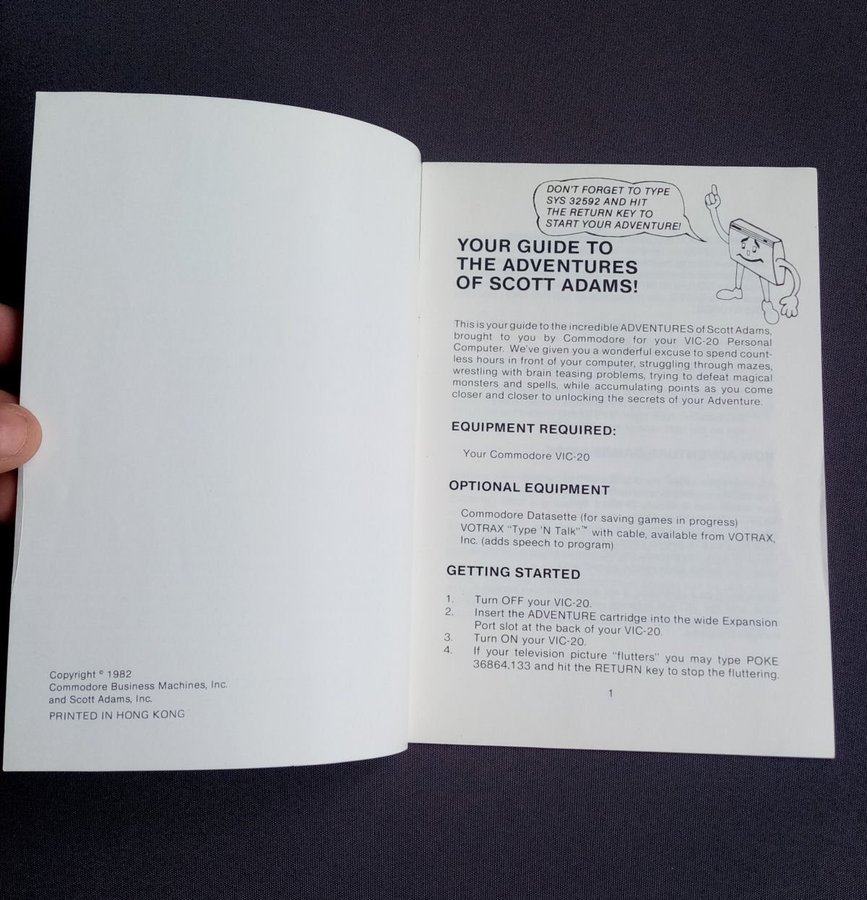 Copyright © 1982
Commodore Business Machines, Inc.
and Scott Adams, Inc.
PRINTED IN HONG KONG
DON'T FORGET TO TYPE
SYS 32592 AND HIT
THE RETURN KEY TO
START YOUR ADVENTURE!
YOUR GUIDE TO
THE ADVENTURES
OF SCOTT ADAMS!
This is your guide to the incredible ADVENTURES of Scott Adams,
brought to you by Commodore for your VIC-20 Personal
Computer. We've given you a wonderful excuse to spend count-
less hours in front of your computer, struggling through mazes,
wrestling with brain teasing problems, trying to defeat magical
monsters and spells, while accumulating points as you come
closer and closer to unlocking the secrets of your Adventure.
EQUIPMENT REQUIRED:
Your Commodore VIC-20
OPTIONAL EQUIPMENT
Commodore Datasette (for saving games in progress)
VOTRAX "Type 'N Talk"™ with cable, available from VOTRAX,
Inc. (adds speech to program)
GETTING STARTED
1. Turn OFF your VIC-20.
2. Insert the ADVENTURE cartridge into the wide Expansion
Port slot at the back of your VIC-20.
3. Turn ON your VIC-20.
4. If your television picture "flutters" you may type POKE
36864.133 and hit the RETURN key to stop the fluttering.
1